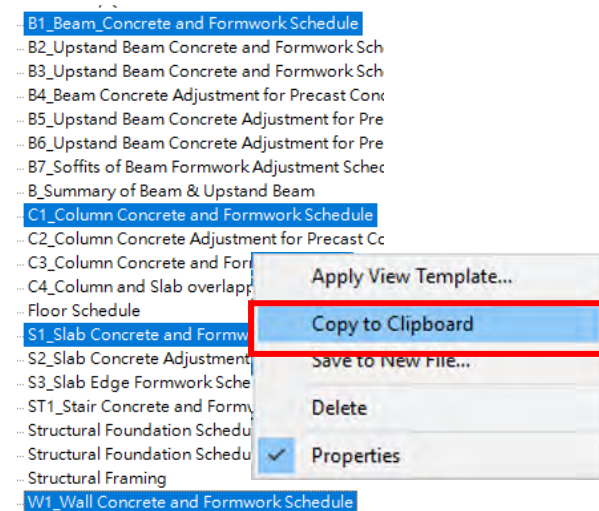 B1_Beam_Concrete and Formwork Schedule
B2_Upstand Beam Concrete and Formwork Sch
B3_Upstand Beam Concrete and Formwork Sch
B4_Beam Concrete Adjustment for Precast Conc
B5_Upstand Beam Concrete Adjustment for Pre
B6_Upstand Beam Concrete Adjustment for Pre
B7_Soffits of Beam Formwork Adjustment Sched
B_Summary of Beam & Upstand Beam
C1_Column Concrete and Formwork Schedule
C2_Column Concrete Adjustment for Precast Co
C3_Column Concrete and For
C4_Column and Slab overlapp
Floor Schedule
S1_Slab Concrete and Formw
S2_Slab Concrete Adjustment
S3_Slab Edge Formwork Sche
ST1_Stair Concrete and Formw
Structural Foundation Schedu
Structural Foundation Schedu
Structural Framing
W1_Wall Concrete and Formwork Schedule
Apply View Template...
Copy to Clipboard
Save to New File...
Delete
Properties